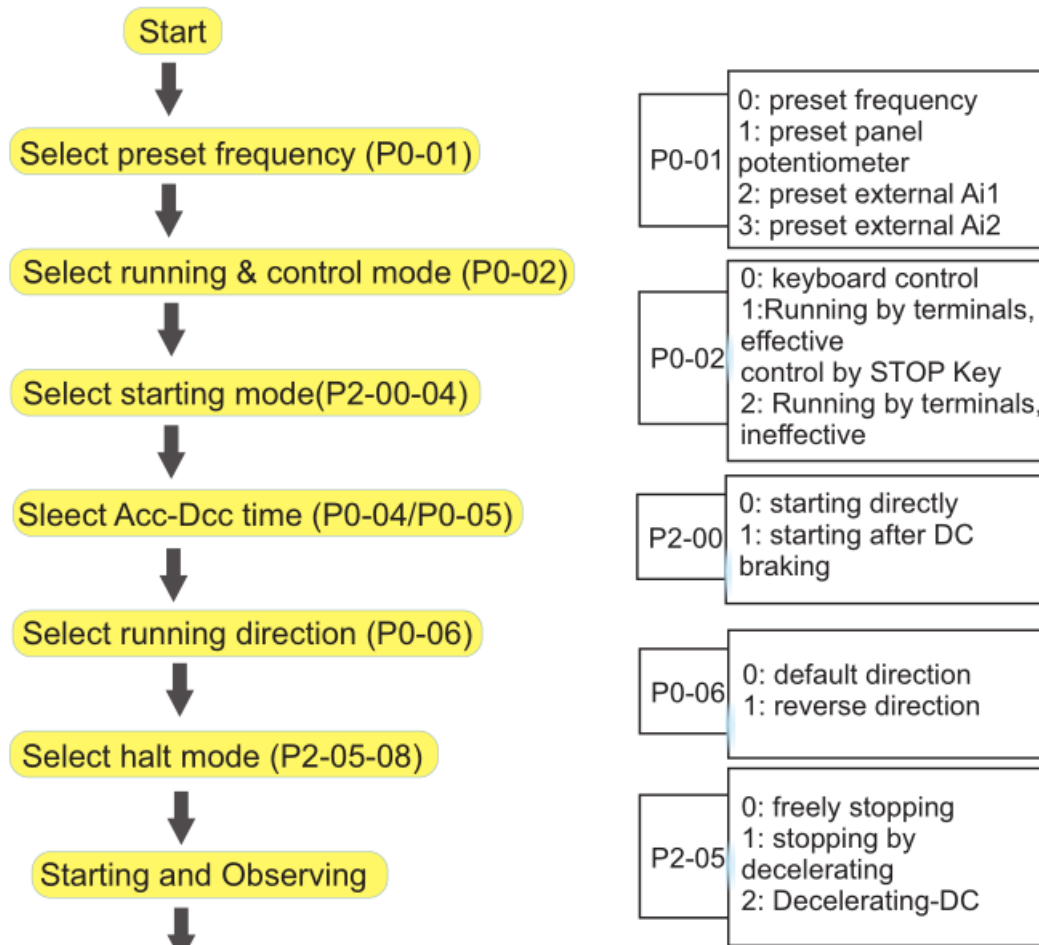 Start
Select preset frequency (P0-01)
Select running & control mode (P0-02)
Select starting mode(P2-00-04)
Sleect Acc-Dcc time (P0-04/P0-05)
Select running direction (P0-06)
Select halt mode (P2-05-08)
Starting and Observing
P0-01
0: preset frequency
1: preset panel
potentiometer
2: preset external Ai1
3: preset external Ai2
P0-02
0: keyboard control
1:Running by terminals,
effective
control by STOP Key
2: Running by terminals,
ineffective
P2-00
0: starting directly
1: starting after DC
braking
P0-06
0: default direction
1: reverse direction
P2-05
0: freely stopping
1: stopping by
decelerating
2: Decelerating-DC